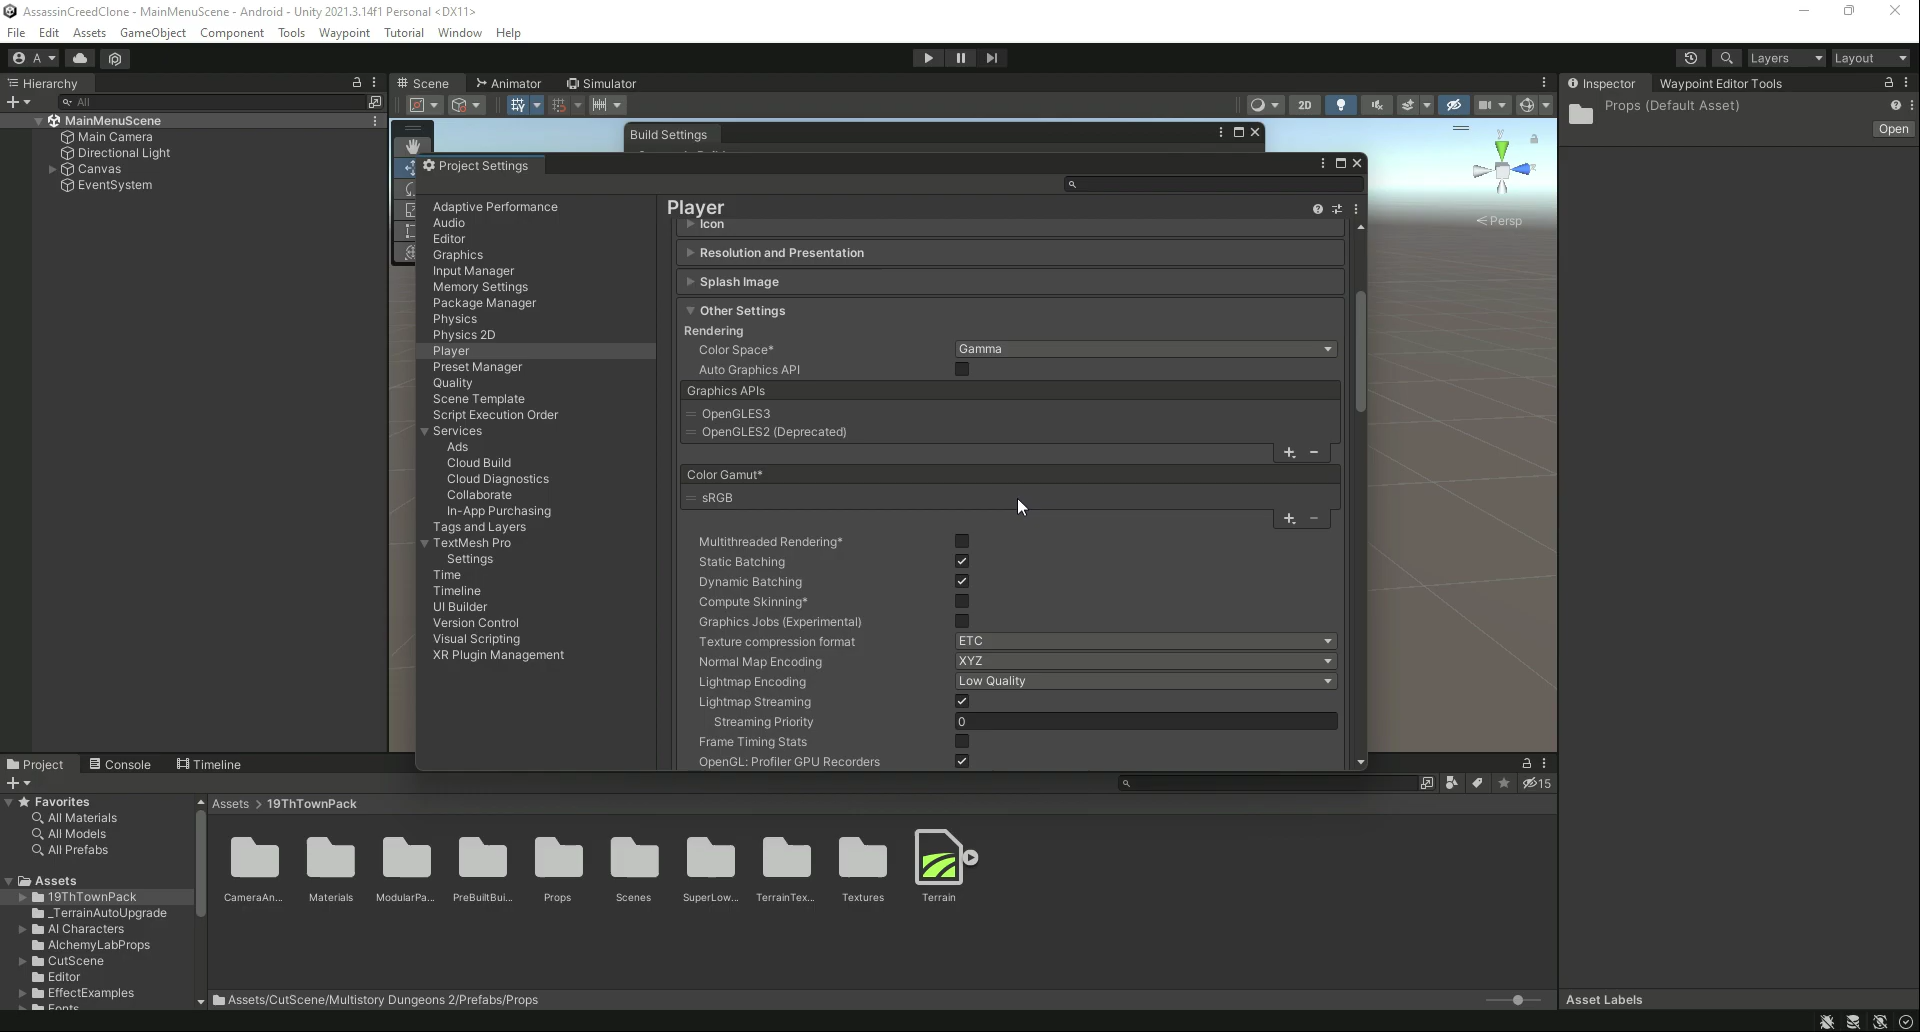 AssassinCreedClone - MainMenuScene - Android - Unity 2021.3.14f1 Personal <DX11>
File Edit Assets GameObject Component Tools Waypoint Tutorial Window Help
A Layers Layout
Hierarchy
All
MainMenuScene
Main Camera
Directional Light
Canvas
EventSystem
Scene Animator Simulator
2D
Persp
Build Settings
Project Settings
Adaptive Performance
Audio
Editor
Graphics
Input Manager
Memory Settings
Package Manager
Physics
Physics 2D
Player
Preset Manager
Quality
Scene Template
Script Execution Order
Services
Ads
Cloud Build
Cloud Diagnostics
Collaborate
In-App Purchasing
Tags and Layers
TextMesh Pro
Settings
Time
Timeline
UI Builder
Version Control
Visual Scripting
XR Plugin Management
Player
Icon
Resolution and Presentation
Splash Image
Other Settings
Rendering
Color Space* Gamma
Auto Graphics API
Graphics APIs
OpenGLES3
OpenGLES2 (Deprecated)
Color Gamut*
sRGB
Multithreaded Rendering*
Static Batching
Dynamic Batching
Compute Skinning*
Graphics Jobs (Experimental)
Texture compression format ETC
Normal Map Encoding XYZ
Lightmap Encoding Low Quality
Lightmap Streaming
Streaming Priority 0
Frame Timing Stats
OpenGL: Profiler GPU Recorders
Inspector Waypoint Editor Tools
Props (Default Asset)
Open
Asset Labels
Project Console Timeline
15
Favorites
All Materials
All Models
All Prefabs
Assets
19ThTownPack
_TerrainAutoUpgrade
AI Characters
AlchemyLabProps
CutScene
Editor
EffectExamples
Fonts
Assets > 19ThTownPack
CameraAn... Materials ModularPa... PreBuiltBui... Props Scenes SuperLow... TerrainTex... Textures Terrain
Assets/CutScene/Multistory Dungeons 2/Prefabs/Props